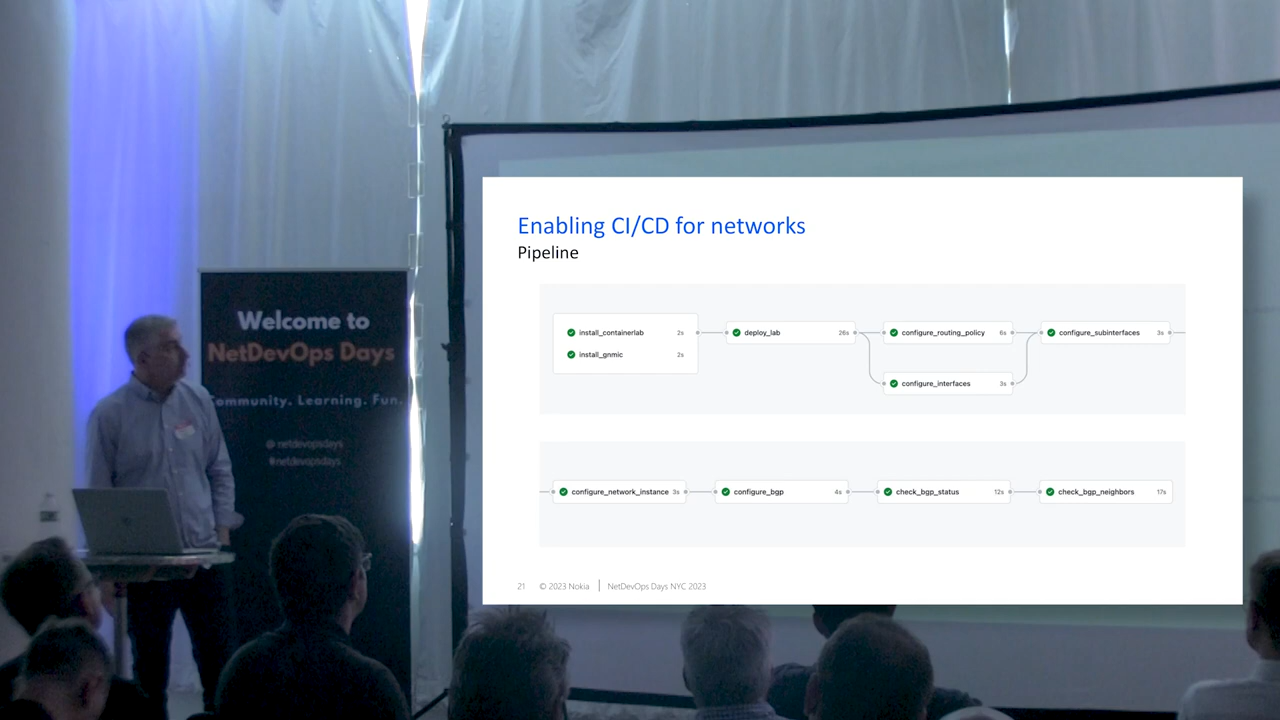 Welcome to
NetDevOps Days
Community. Learning. Fun.
@ netdevopsdays
#netdevopsdays
Enabling CI/CD for networks
Pipeline
install_containerlab 2s
install_gnmic 2s
deploy_lab 26s
configure_routing_policy 6s
configure_interfaces 3s
configure_subinterfaces 3s
configure_network_instance 3s
configure_bgp 4s
check_bgp_status 12s
check_bgp_neighbors 17s
21 © 2023 Nokia | NetDevOps Days NYC 2023